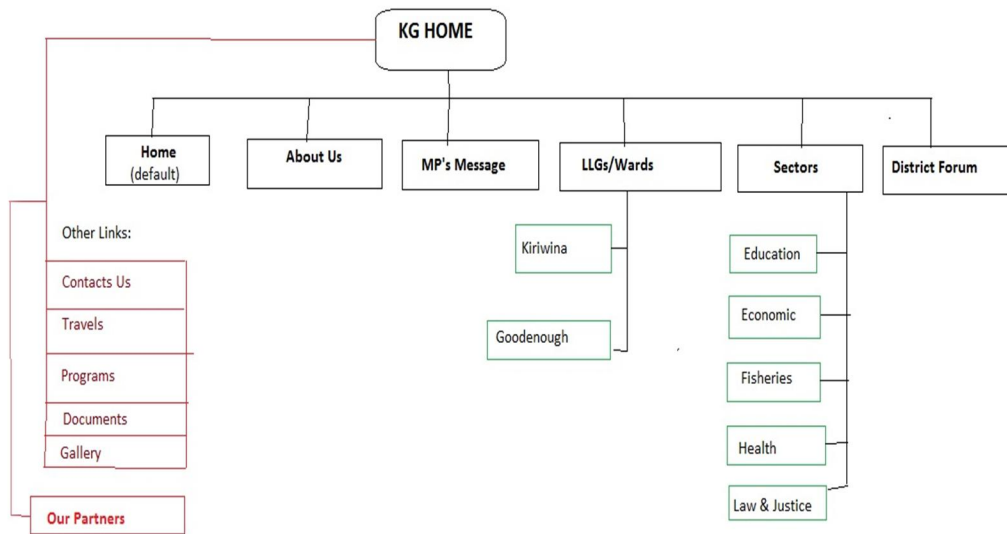 KG HOME
Home
(default)
About Us
MP's Message
LLGs/Wards
Sectors
District Forum
Other Links:
Contacts Us
Travels
Programs
Documents
Gallery
Our Partners
Kiriwina
Goodenough
Education
Economic
Fisheries
Health
Law & Justice